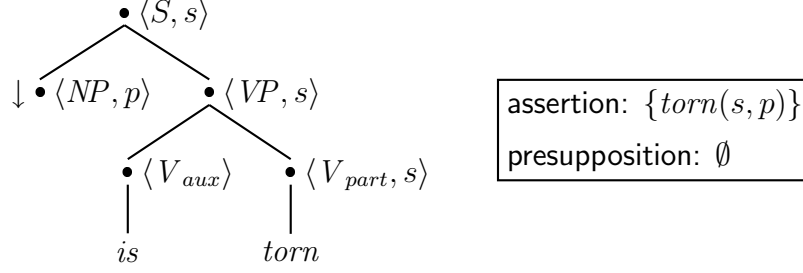 ⟨S, s⟩
↓ • ⟨NP, p⟩ • ⟨VP, s⟩
assertion: {torn(s, p)}
presupposition: ∅
• ⟨V_aux⟩ • ⟨V_part, s⟩
is torn